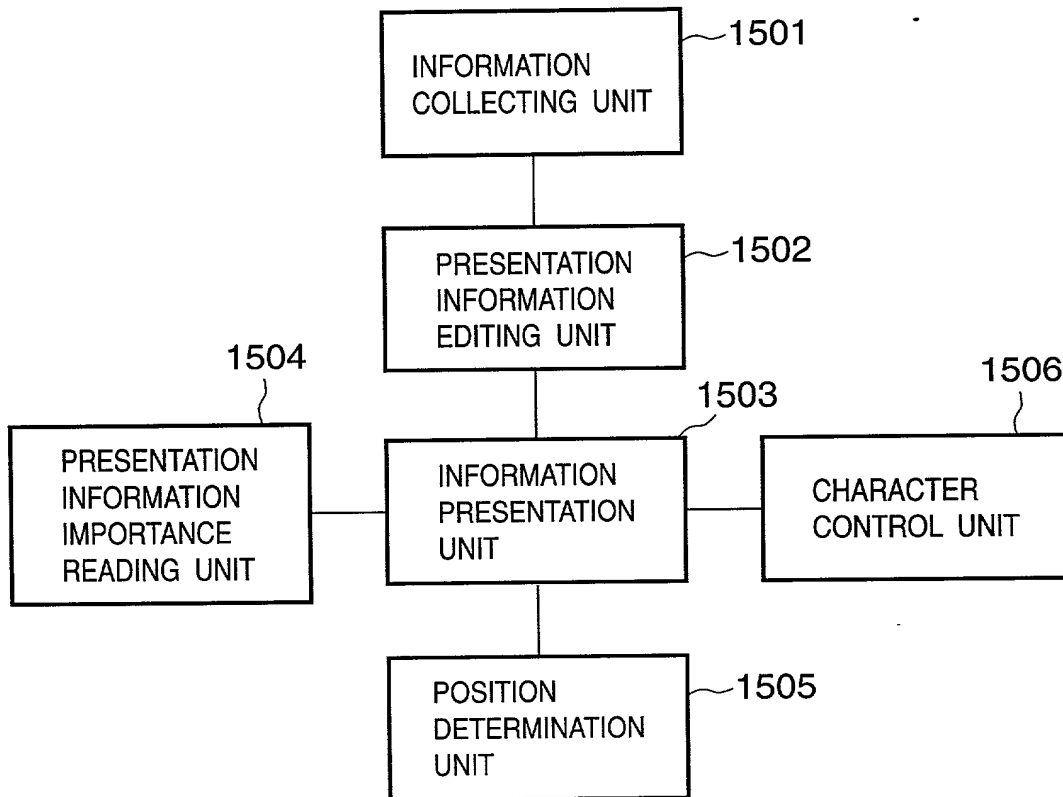 1501
INFORMATION
COLLECTING UNIT
1502
PRESENTATION
INFORMATION
EDITING UNIT
1504
PRESENTATION
INFORMATION
IMPORTANCE
READING UNIT
1503
INFORMATION
PRESENTATION
UNIT
1506
CHARACTER
CONTROL UNIT
1505
POSITION
DETERMINATION
UNIT